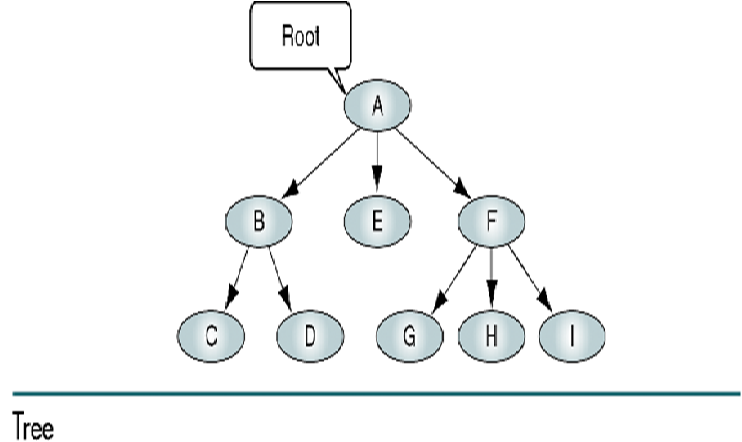 Root
A
B E F
C D G H I
Tree